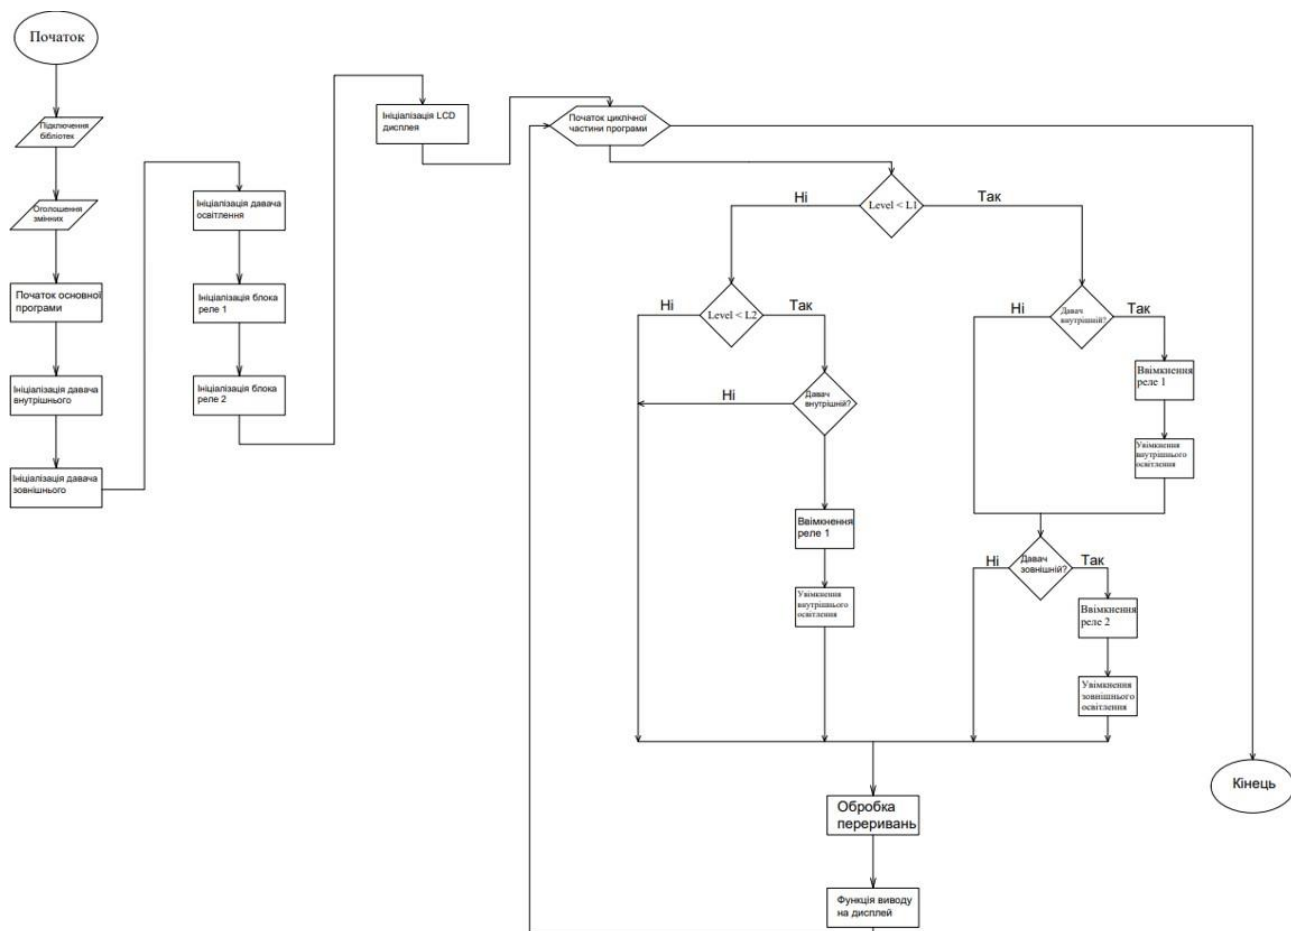 Початок
Підключення
бібліотек
Оголошення
змінних
Початок основної
програми
Ініціалізація давача
внутрішнього
Ініціалізація давача
зовнішнього
Ініціалізація давача
освітлення
Ініціалізація блока
реле 1
Ініціалізація блока
реле 2
Ініціалізація LCD
дисплея
Початок циклічної
частини програми
Level < L1
Ні
Так
Level < L2
Ні
Так
Давач
внутрішній?
Ні
Ввімкнення
реле 1
Увімкнення
внутрішнього
освітлення
Давач
внутрішній?
Ні
Так
Ввімкнення
реле 1
Увімкнення
внутрішнього
освітлення
Давач
зовнішній?
Ні
Так
Ввімкнення
реле 2
Увімкнення
зовнішнього
освітлення
Обробка
переривань
Функція виводу
на дисплей
Кінець